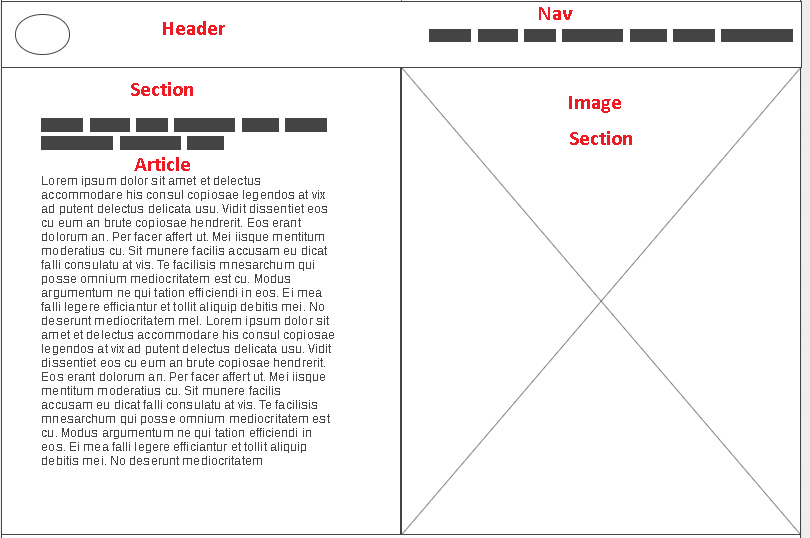 Header
Nav
Section
Article
Lorem ipsum dolor sit amet et delectus
accommodare his consul copiosae legendos at vix
ad putent delectus delicata usu. Vidit dissentiet eos
cu eum an brute copiosae hendrerit. Eos erant
dolorum an. Per facer affert ut. Mei iisque mentitum
moderatius cu. Sit munere facilis accusam eu dicat
falli consulatu at vis. Te facilisis mnesarchum qui
posse omnium mediocritatem est cu. Modus
argumentum ne qui tation efficiendi in eos. Ei mea
falli legere efficiantur et tollit aliquip debitis mei. No
deserunt mediocritatem mel. Lorem ipsum dolor sit
amet et delectus accommodare his consul copiosae
legendos at vix ad putent delectus delicata usu. Vidit
dissentiet eos cu eum an brute copiosae hendrerit.
Eos erant dolorum an. Per facer affert ut. Mei iisque
mentitum moderatius cu. Sit munere facilis
accusam eu dicat falli consulatu at vis. Te facilisis
mnesarchum qui posse omnium mediocritatem est
cu. Modus argumentum ne qui tation efficiendi in
eos. Ei mea falli legere efficiantur et tollit aliquip
debitis mei. No deserunt mediocritatem
Image
Section